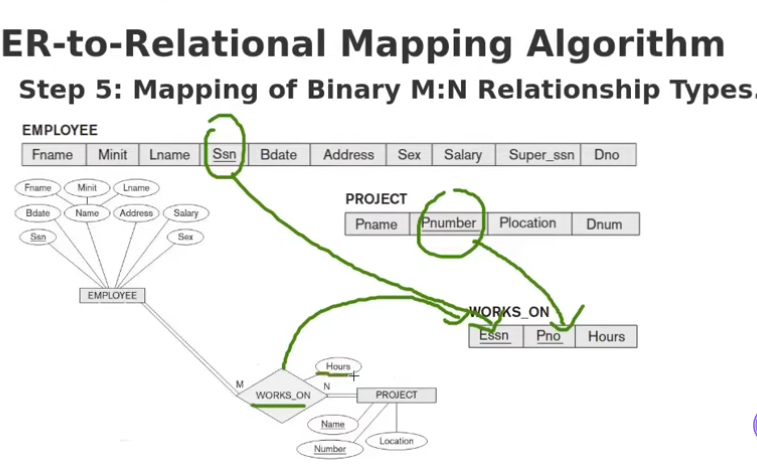 ER-to-Relational Mapping Algorithm
Step 5: Mapping of Binary M:N Relationship Types.
EMPLOYEE
Fname Minit Lname Ssn Bdate Address Sex Salary Super_ssn Dno
Fname Minit Lname
Bdate Name Address Salary
Ssn Sex
EMPLOYEE
PROJECT
Pname Pnumber Plocation Dnum
WORKS_ON
Essn Pno Hours
Hours
M N
WORKS_ON PROJECT
Name
Number Location